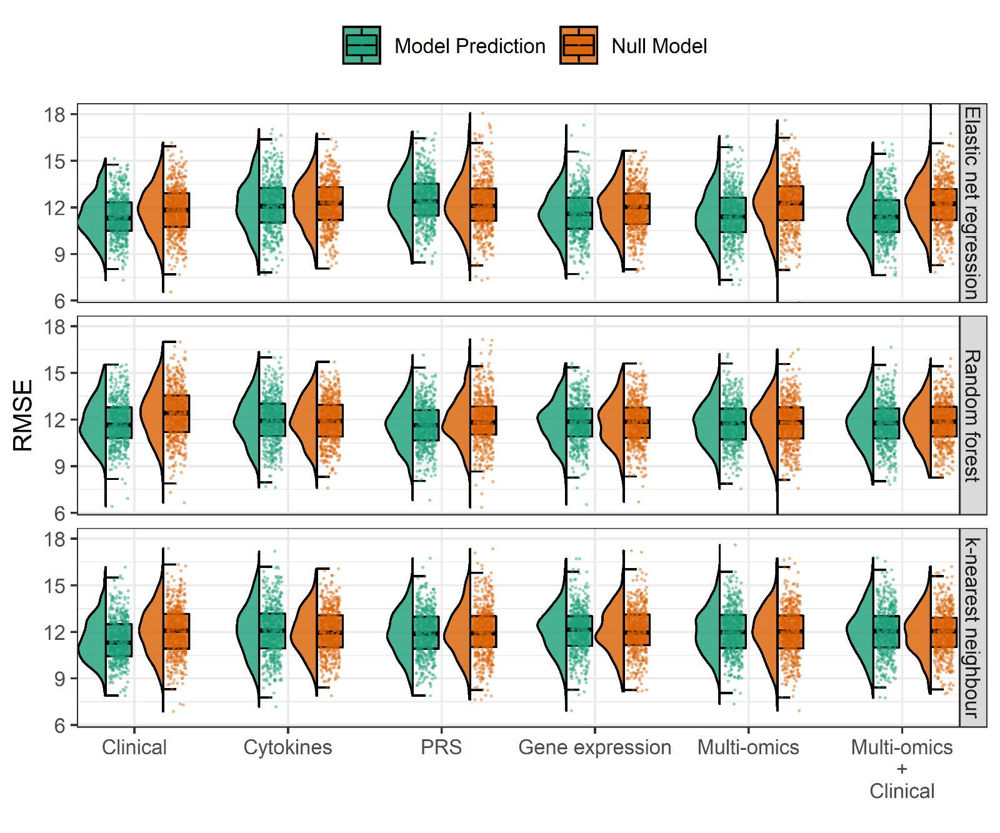 Model Prediction
Null Model
RMSE
18
15
12
9
6
Elastic net regression
18
15
12
9
6
Random forest
18
15
12
9
6
k-nearest neighbour
Clinical
Cytokines
PRS
Gene expression
Multi-omics
Multi-omics
+
Clinical